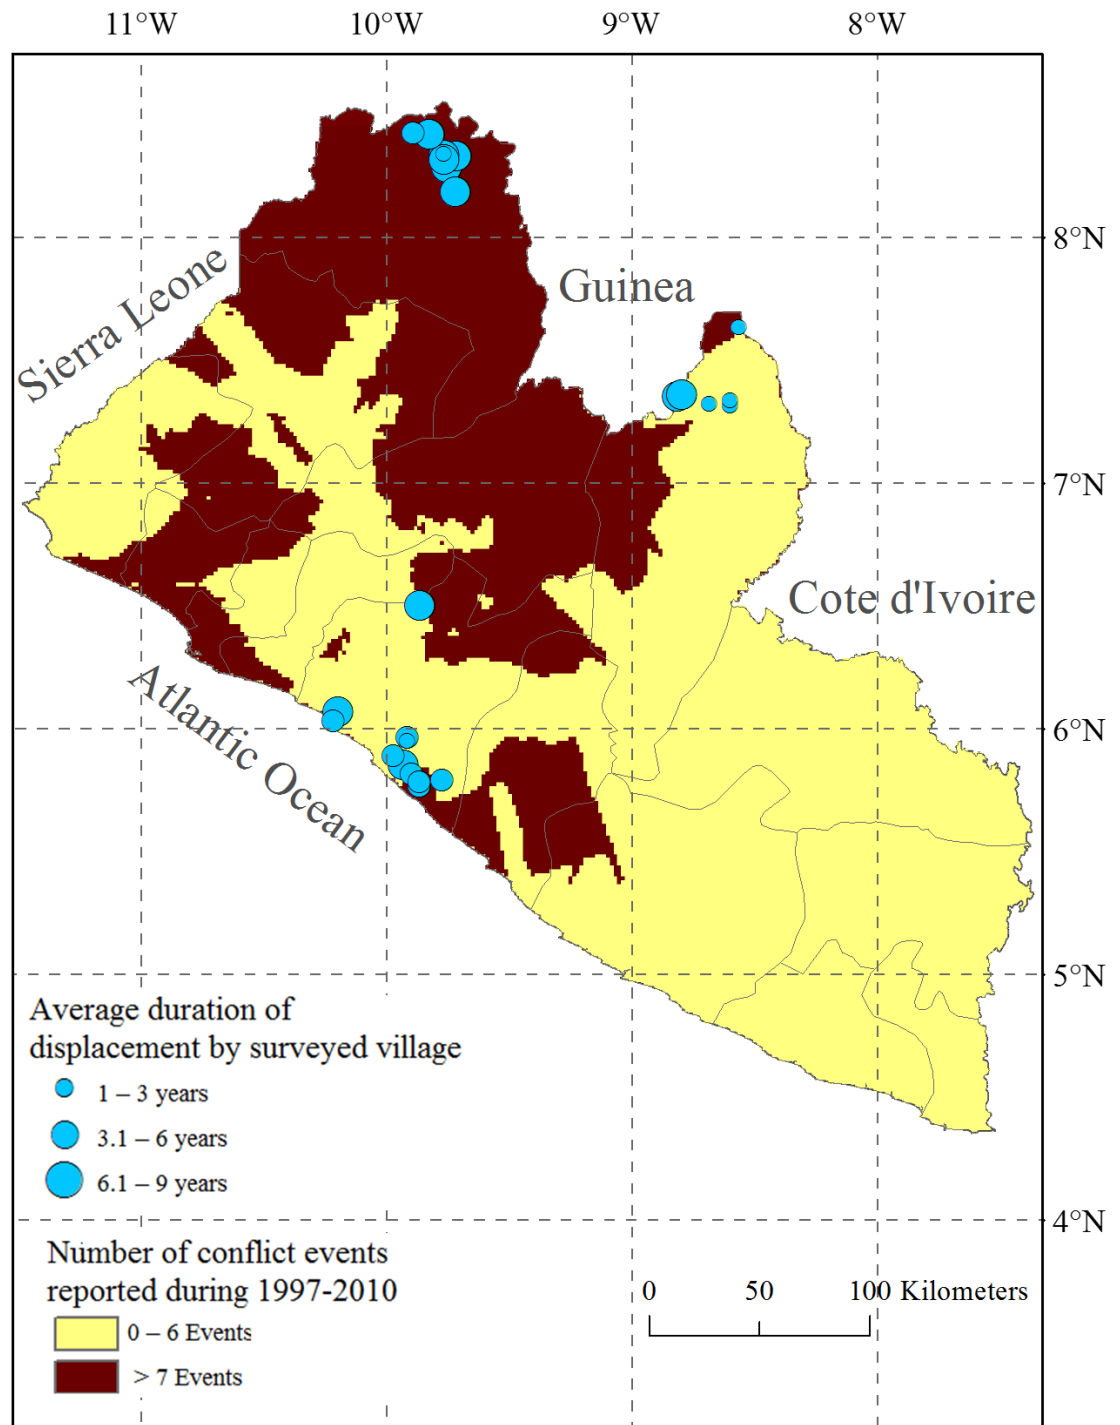 11°W 10°W 9°W 8°W
8°N
Guinea
Sierra Leone
7°N
Cote d'Ivoire
Atlantic Ocean
6°N
5°N
Average duration of
displacement by surveyed village
1 – 3 years
3.1 – 6 years
6.1 – 9 years
4°N
Number of conflict events
reported during 1997-2010
0 – 6 Events
> 7 Events
0 50 100 Kilometers